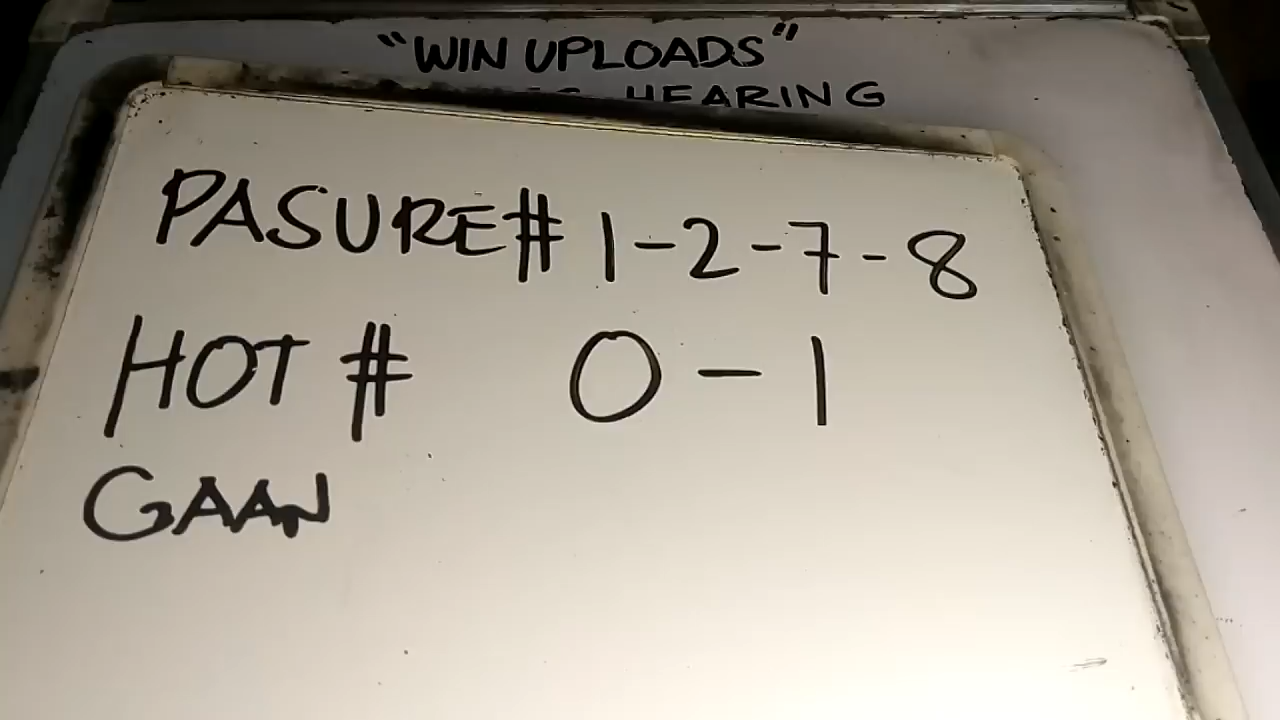 "WIN UPLOADS"
HEARING
PASURE# 1-2-7-8
HOT # 0-1
GAAN